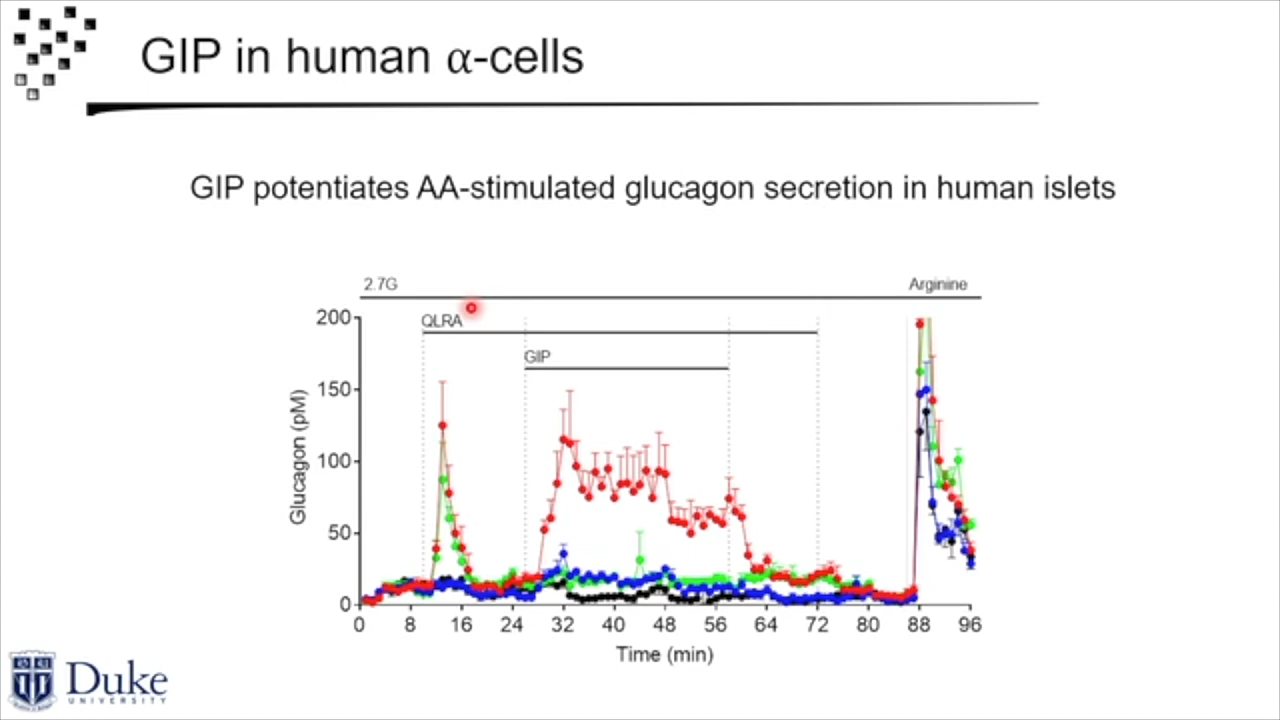 GIP in human α-cells
GIP potentiates AA-stimulated glucagon secretion in human islets
2.7G
Arginine
QLRA
GIP
200
150
100
50
0
Glucagon (pM)
0 8 16 24 32 40 48 56 64 72 80 88 96
Time (min)
Duke
UNIVERSITY